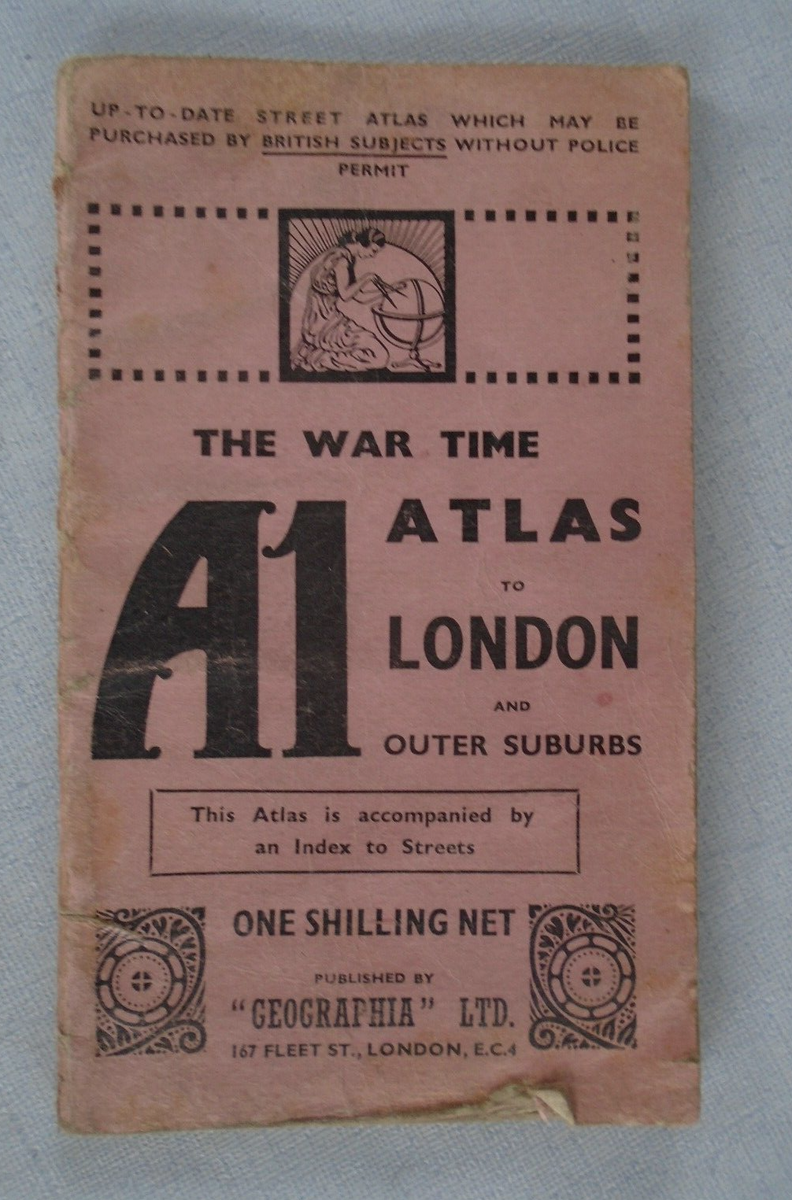 UP-TO-DATE STREET ATLAS WHICH MAY BE
PURCHASED BY BRITISH SUBJECTS WITHOUT POLICE
PERMIT
THE WAR TIME
A1 ATLAS
TO
LONDON
AND
OUTER SUBURBS
This Atlas is accompanied by
an Index to Streets
ONE SHILLING NET
PUBLISHED BY
"GEOGRAPHIA" LTD.
167 FLEET ST., LONDON, E.C.4